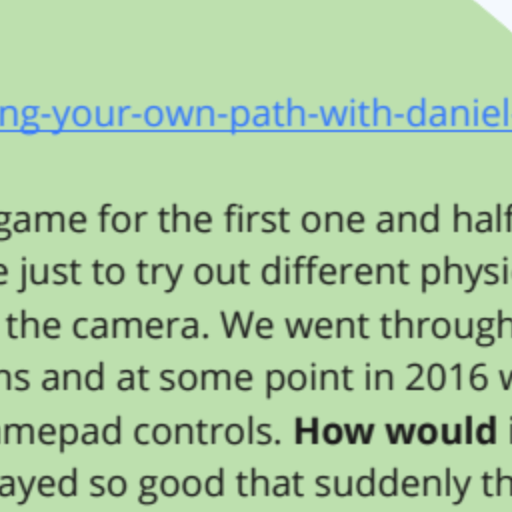 ng-your-own-path-with-daniel
game for the first one and half
e just to try out different physi
the camera. We went through
ns and at some point in 2016 w
amepad controls. How would i
ayed so good that suddenly th